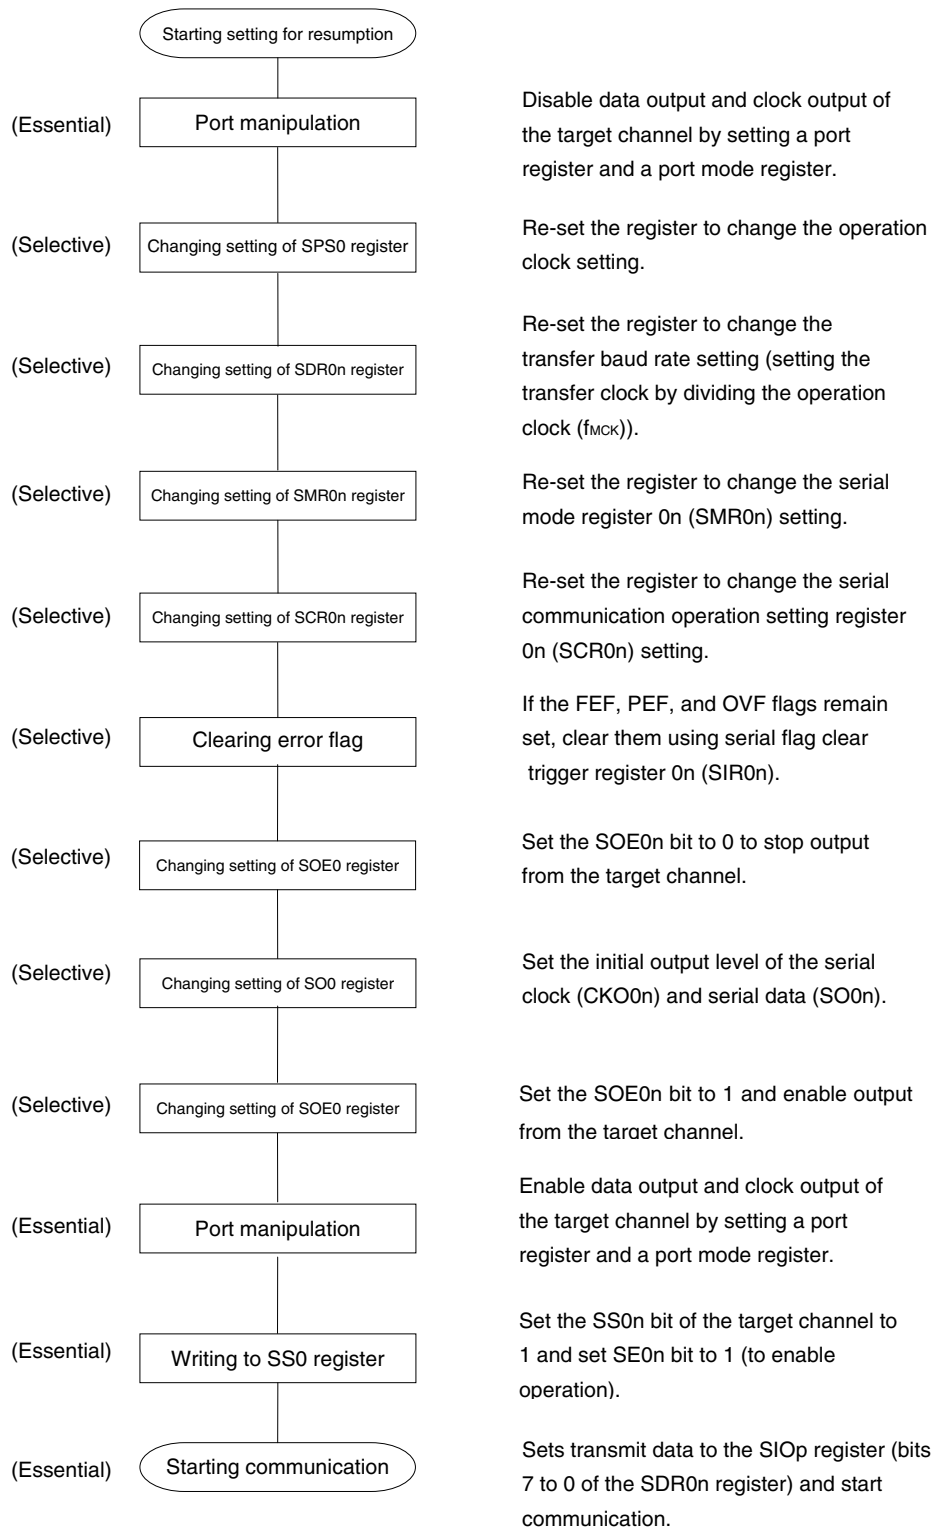 Starting setting for resumption
(Essential)
Port manipulation
Disable data output and clock output of
the target channel by setting a port
register and a port mode register.
(Selective)
Changing setting of SPS0 register
Re-set the register to change the operation
clock setting.
(Selective)
Changing setting of SDR0n register
Re-set the register to change the
transfer baud rate setting (setting the
transfer clock by dividing the operation
clock (fMCK)).
(Selective)
Changing setting of SMR0n register
Re-set the register to change the serial
mode register 0n (SMR0n) setting.
(Selective)
Changing setting of SCR0n register
Re-set the register to change the serial
communication operation setting register
0n (SCR0n) setting.
(Selective)
Clearing error flag
If the FEF, PEF, and OVF flags remain
set, clear them using serial flag clear
trigger register 0n (SIR0n).
(Selective)
Changing setting of SOE0 register
Set the SOE0n bit to 0 to stop output
from the target channel.
(Selective)
Changing setting of SO0 register
Set the initial output level of the serial
clock (CKO0n) and serial data (SO0n).
(Selective)
Changing setting of SOE0 register
Set the SOE0n bit to 1 and enable output
from the target channel.
(Essential)
Port manipulation
Enable data output and clock output of
the target channel by setting a port
register and a port mode register.
(Essential)
Writing to SS0 register
Set the SS0n bit of the target channel to
1 and set SE0n bit to 1 (to enable
operation).
(Essential)
Starting communication
Sets transmit data to the SIOp register (bits
7 to 0 of the SDR0n register) and start
communication.